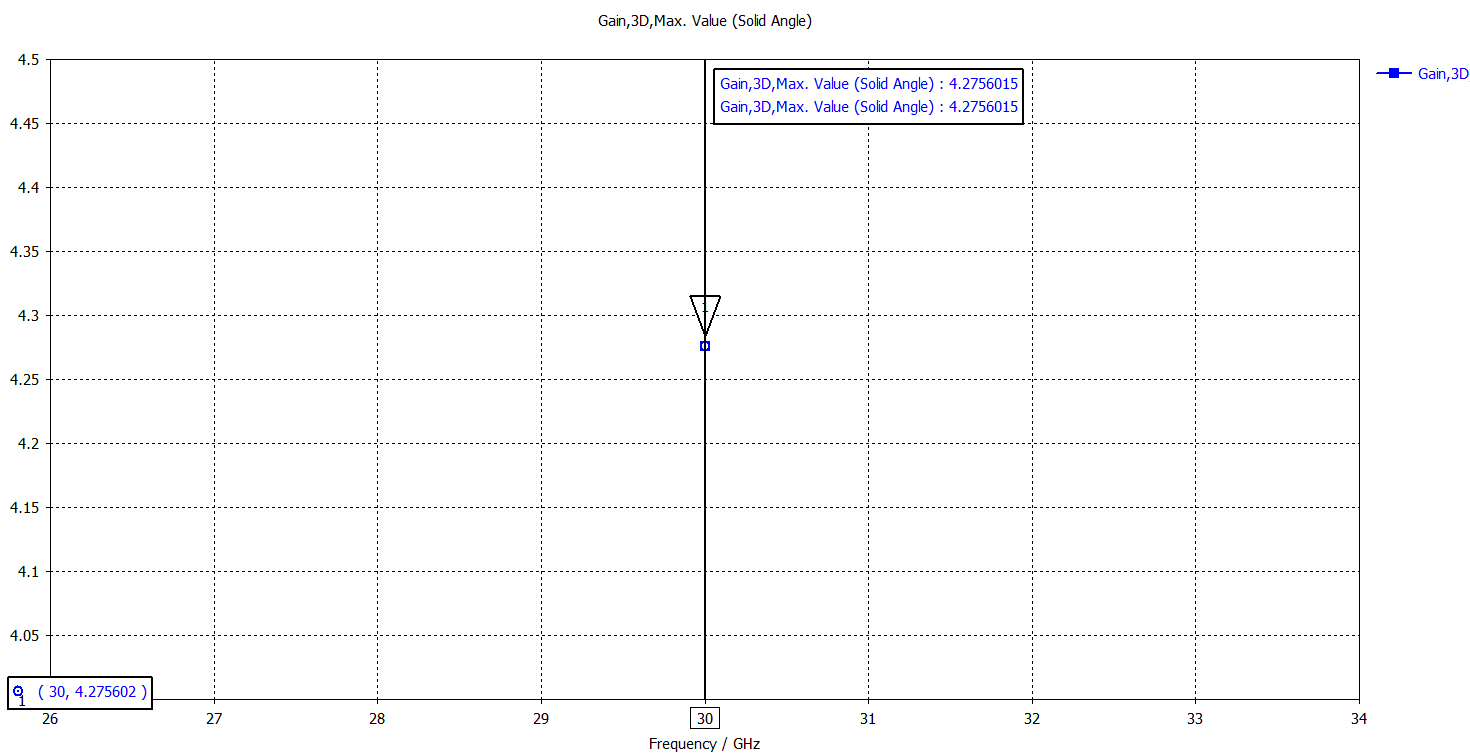 Gain,3D,Max. Value (Solid Angle)
4.5
4.45
4.4
4.35
4.3
4.25
4.2
4.15
4.1
4.05
Gain,3D,Max. Value (Solid Angle) : 4.2756015
Gain,3D,Max. Value (Solid Angle) : 4.2756015
Gain,3D
1
1 ( 30, 4.275602 )
26 27 28 29 30 31 32 33 34
Frequency / GHz